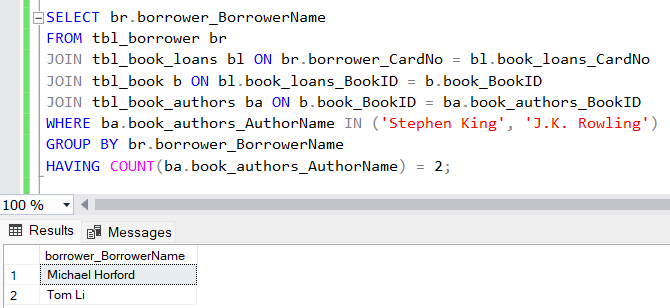 SELECT br.borrower_BorrowerName
FROM tbl_borrower br
JOIN tbl_book_loans bl ON br.borrower_CardNo = bl.book_loans_CardNo
JOIN tbl_book b ON bl.book_loans_BookID = b.book_BookID
JOIN tbl_book_authors ba ON b.book_BookID = ba.book_authors_BookID
WHERE ba.book_authors_AuthorName IN ('Stephen King', 'J.K. Rowling')
GROUP BY br.borrower_BorrowerName
HAVING COUNT(ba.book_authors_AuthorName) = 2;
100 %
Results Messages
borrower_BorrowerName
1 Michael Horford
2 Tom Li